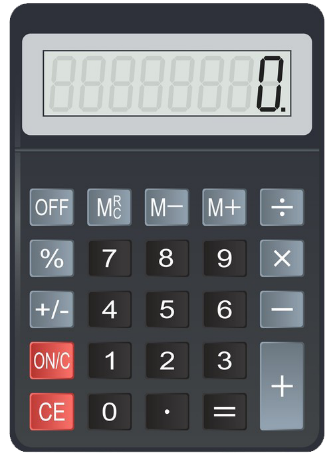 0.
OFF MRC M− M+ ÷
% 7 8 9 ×
+/- 4 5 6 −
ON/C 1 2 3 +
CE 0 . =